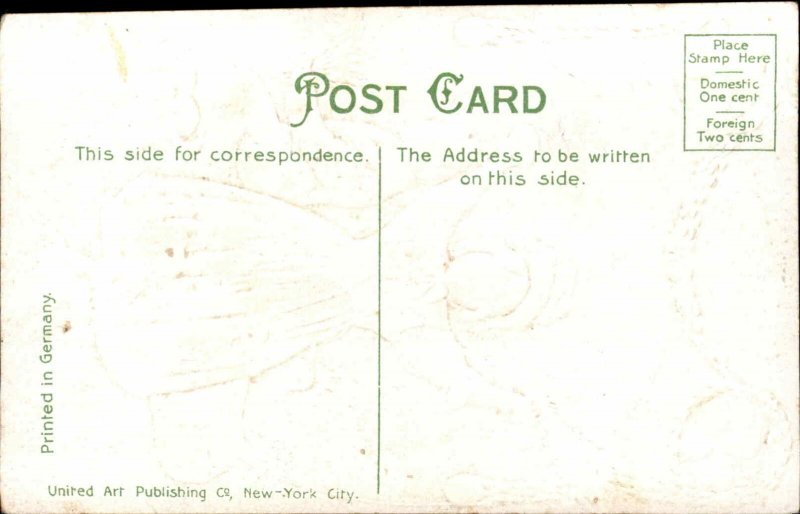 POST CARD
Place
Stamp Here
Domestic
One cent
Foreign
Two cents
This side for correspondence.
The Address to be written
on this side.
Printed in Germany.
United Art Publishing Co, New-York City.